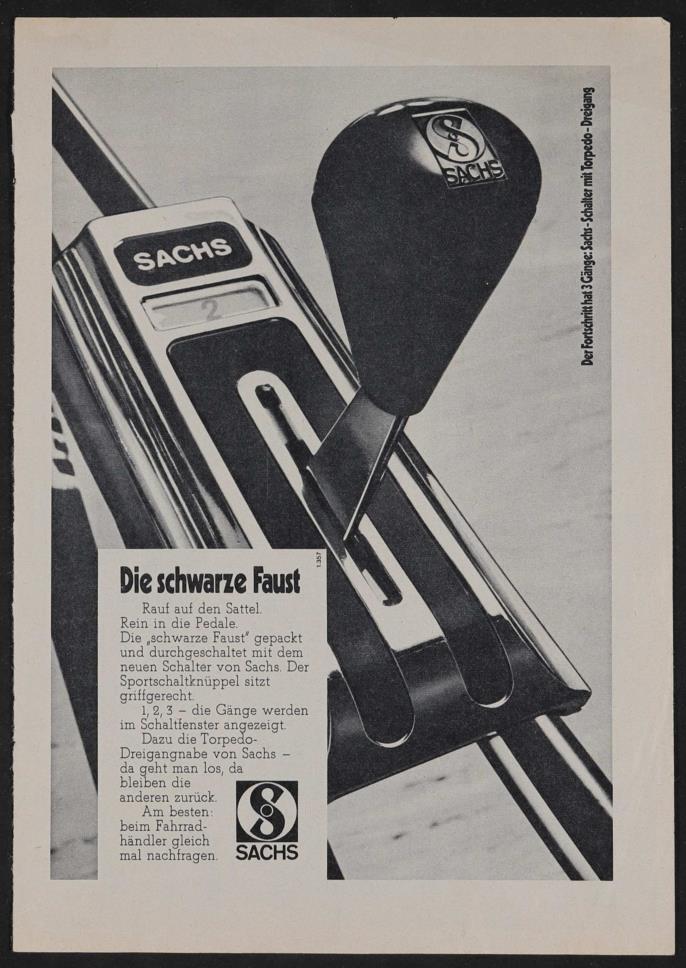 SACHS
SACHS
2
Der Fortschritt hat 3 Gänge: Sachs-Schalter mit Torpedo-Dreigang
1357
Die schwarze Faust
Rauf auf den Sattel.
Rein in die Pedale.
Die „schwarze Faust“ gepackt
und durchgeschaltet mit dem
neuen Schalter von Sachs. Der
Sportschaltknüppel sitzt
griffgerecht.
1, 2, 3 – die Gänge werden
im Schaltfenster angezeigt.
Dazu die Torpedo-
Dreigangnabe von Sachs –
da geht man los, da
bleiben die
anderen zurück.
Am besten:
beim Fahrrad-
händler gleich
mal nachfragen.
SACHS